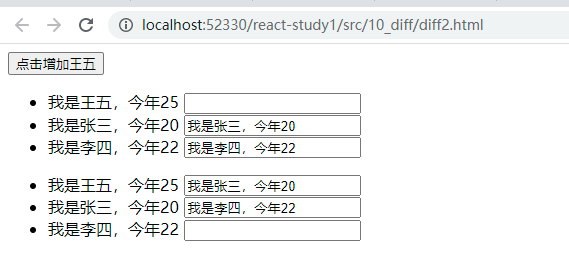 localhost:52330/react-study1/src/10_diff/diff2.html
点击增加王五
我是王五，今年25
我是张三，今年20 我是张三，今年20
我是李四，今年22 我是李四，今年22
我是王五，今年25 我是张三，今年20
我是张三，今年20 我是李四，今年22
我是李四，今年22